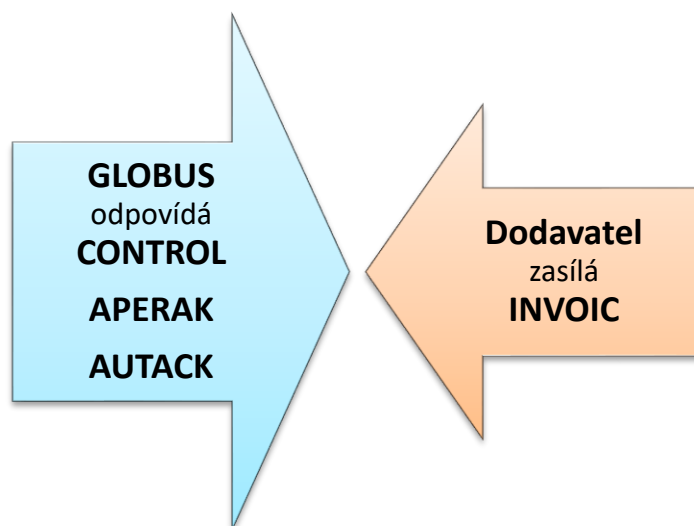 GLOBUS
odpovídá
CONTROL
APERAK
AUTACK
Dodavatel
zasílá
INVOIC